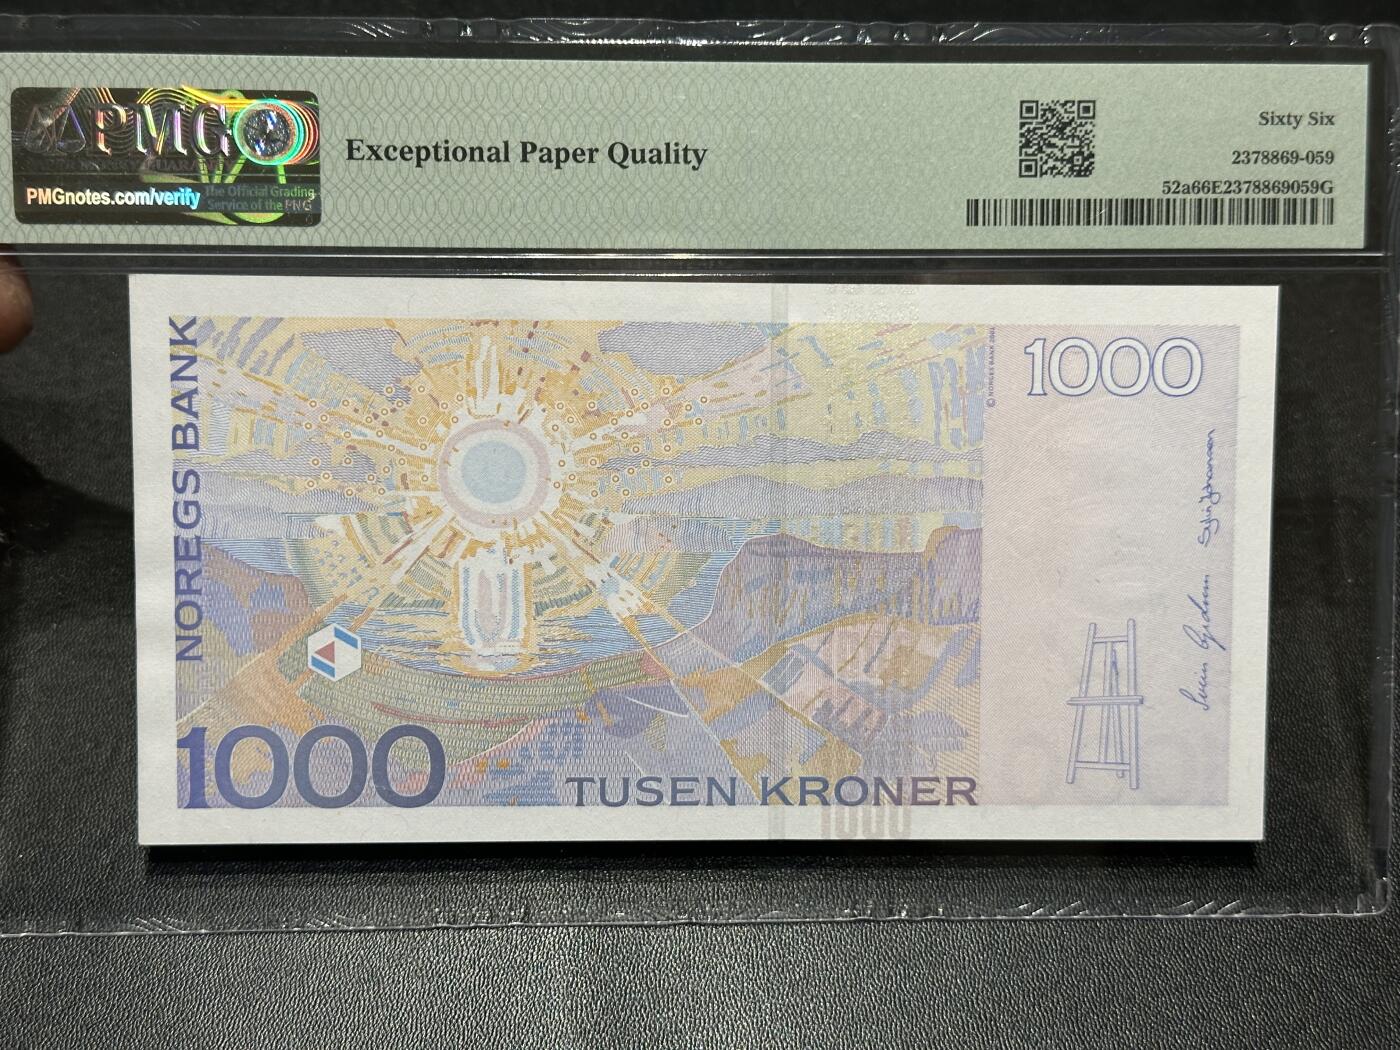 PMG
PMGnotes.com/verify
The Official Grading
Service of the PNG
Exceptional Paper Quality
Sixty Six
2378869-059
52a66E2378869059G
NOREGS BANK
1000
1000
TUSEN KRONER
1000